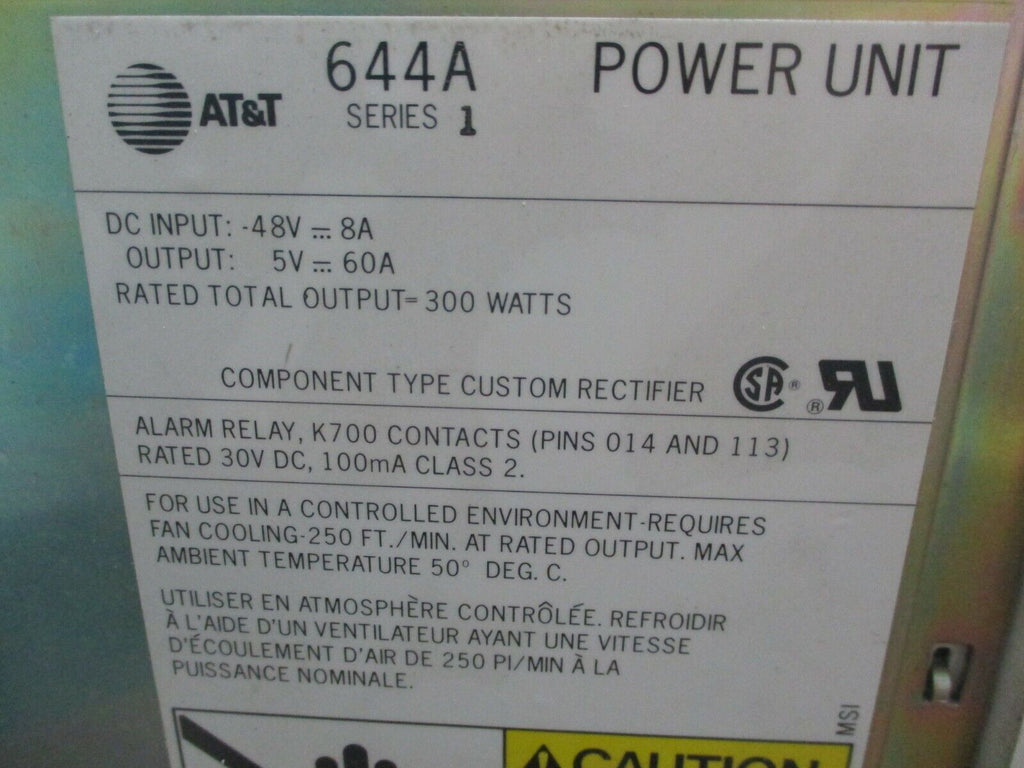 AT&T 644A POWER UNIT
SERIES 1
DC INPUT: -48V ⎓ 8A
OUTPUT: 5V ⎓ 60A
RATED TOTAL OUTPUT= 300 WATTS
COMPONENT TYPE CUSTOM RECTIFIER SA ® ® RU
ALARM RELAY, K700 CONTACTS (PINS 014 AND 113)
RATED 30V DC, 100mA CLASS 2.
FOR USE IN A CONTROLLED ENVIRONMENT-REQUIRES
FAN COOLING-250 FT./MIN. AT RATED OUTPUT. MAX
AMBIENT TEMPERATURE 50° DEG. C.
UTILISER EN ATMOSPHÈRE CONTRÔLÉE. REFROIDIR
À L'AIDE D'UN VENTILATEUR AYANT UNE VITESSE
D'ÉCOULEMENT D'AIR DE 250 PI/MIN À LA
PUISSANCE NOMINALE.
MSI
CAUTION